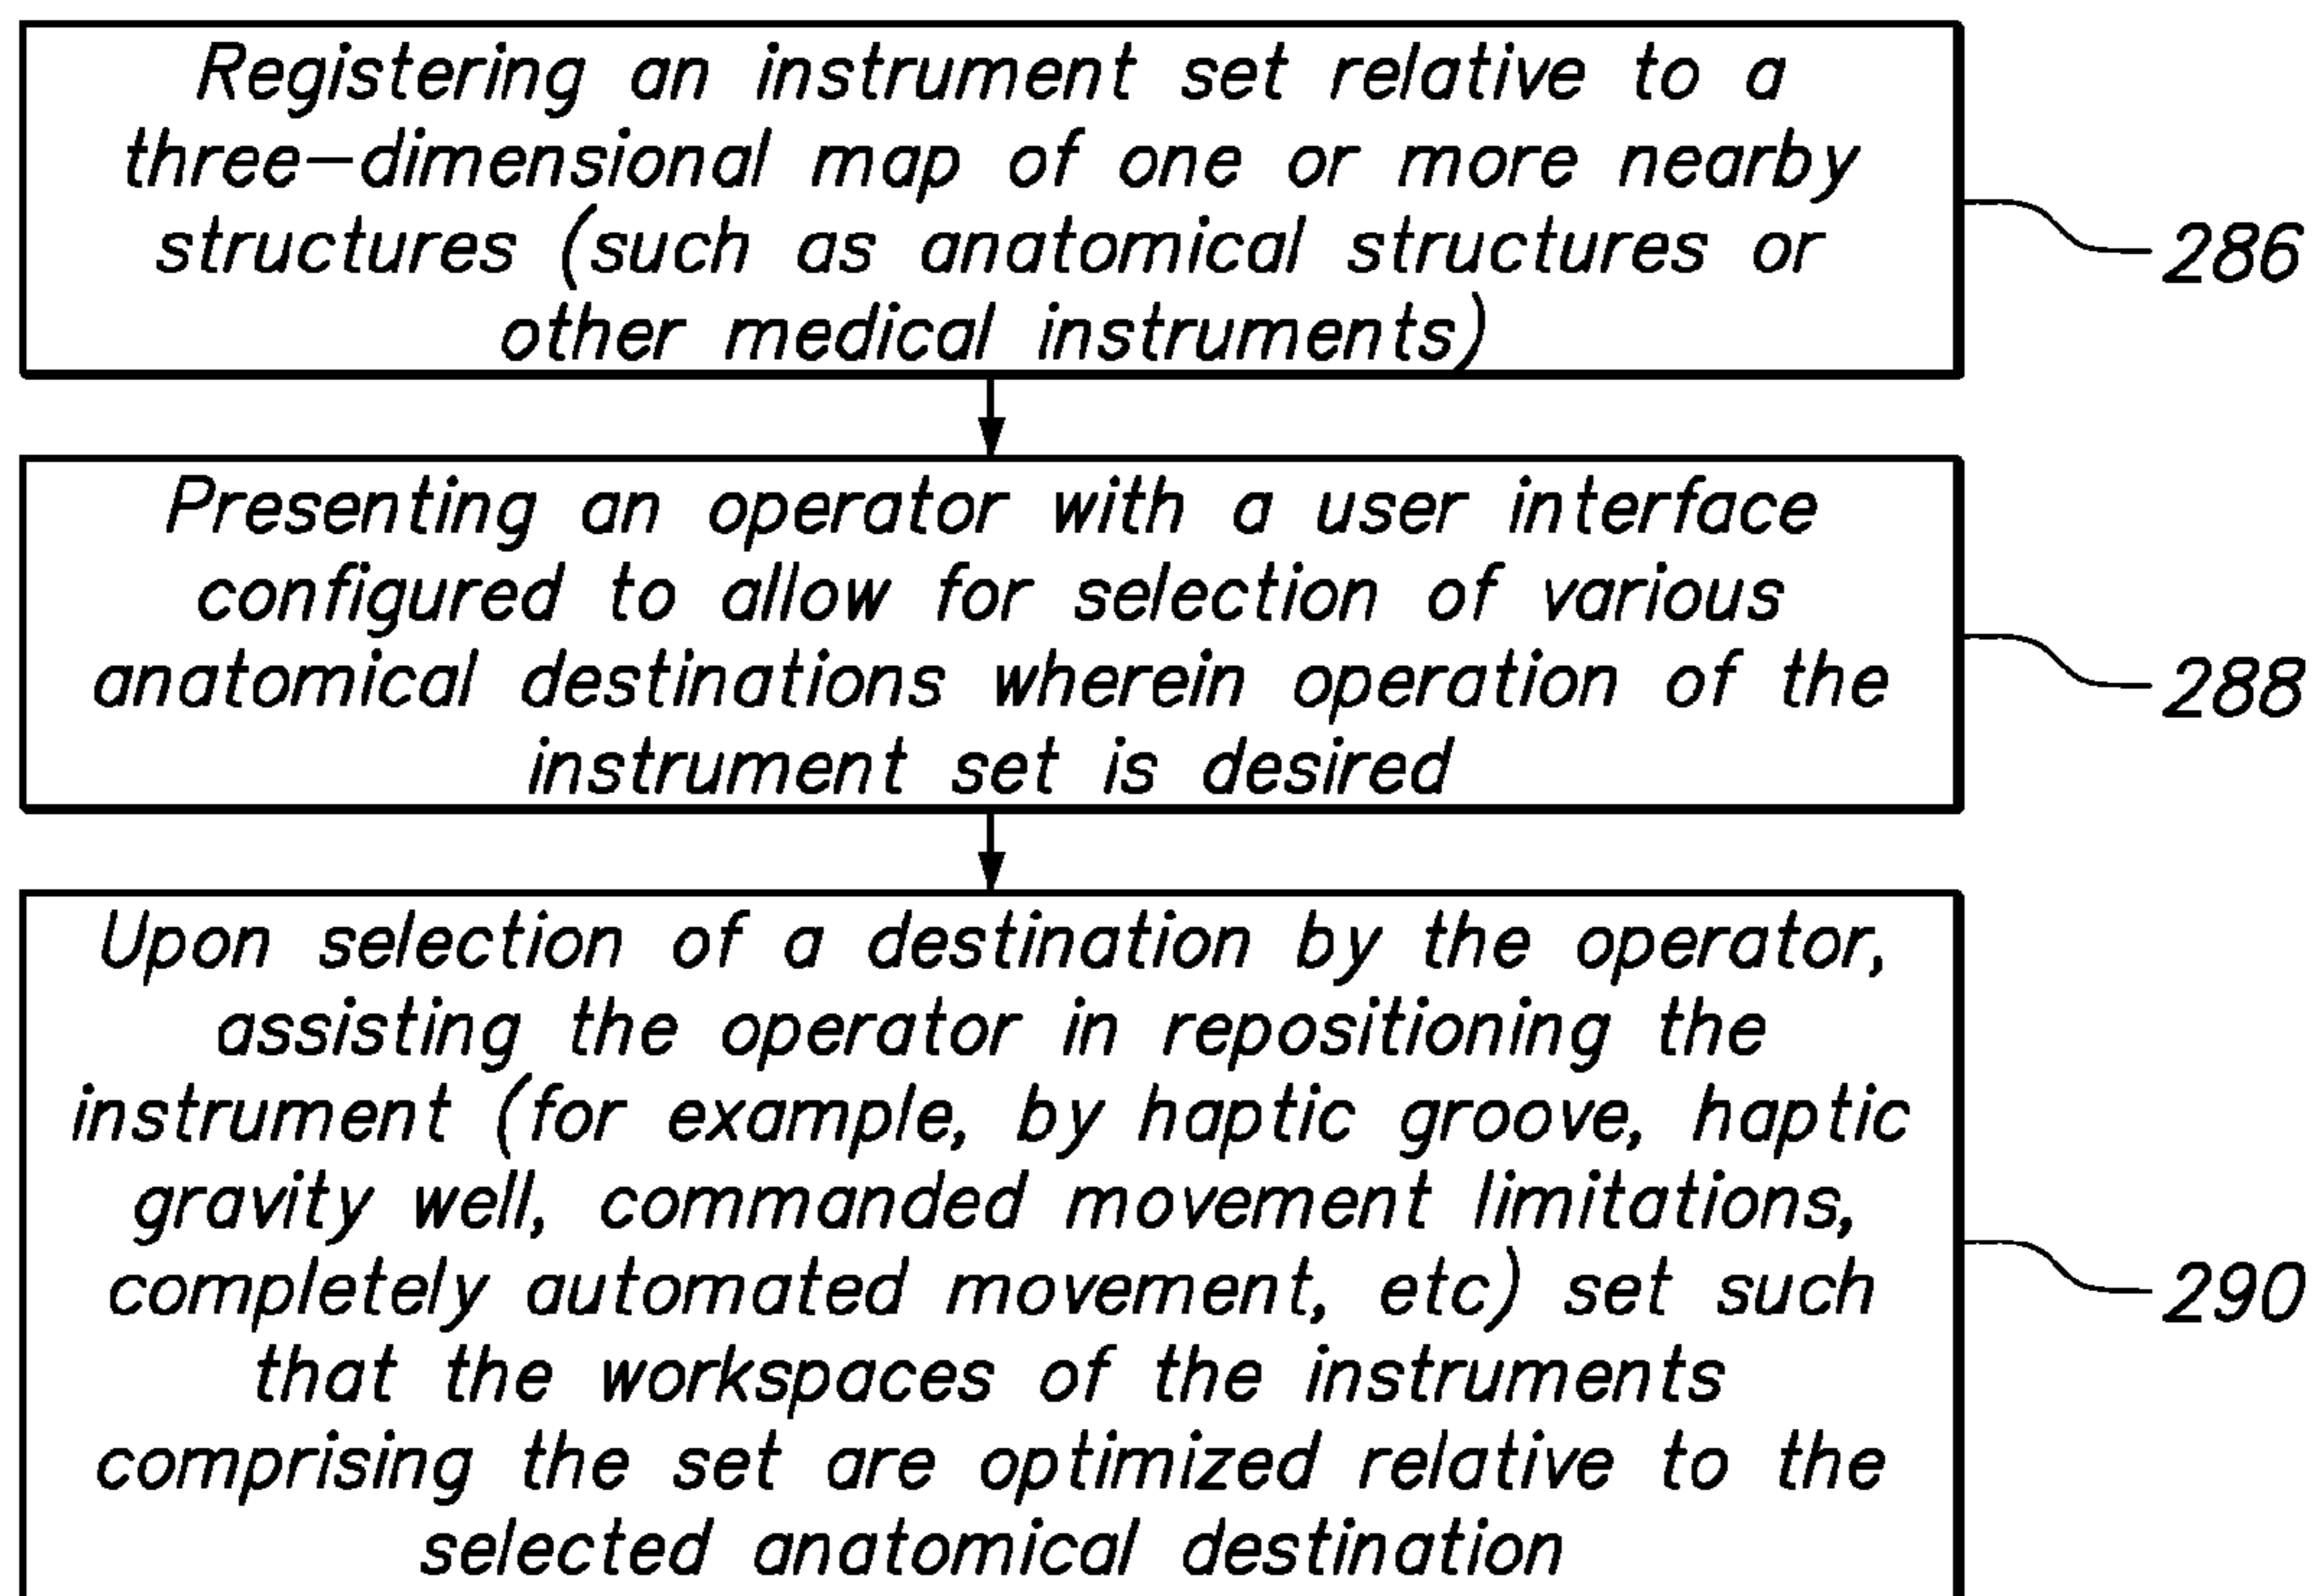 Registering an instrument set relative to a
three-dimensional map of one or more nearby
structures (such as anatomical structures or
other medical instruments)
286
Presenting an operator with a user interface
configured to allow for selection of various
anatomical destinations wherein operation of the
instrument set is desired
288
Upon selection of a destination by the operator,
assisting the operator in repositioning the
instrument (for example, by haptic groove, haptic
gravity well, commanded movement limitations,
completely automated movement, etc) set such
that the workspaces of the instruments
comprising the set are optimized relative to the
selected anatomical destination
290